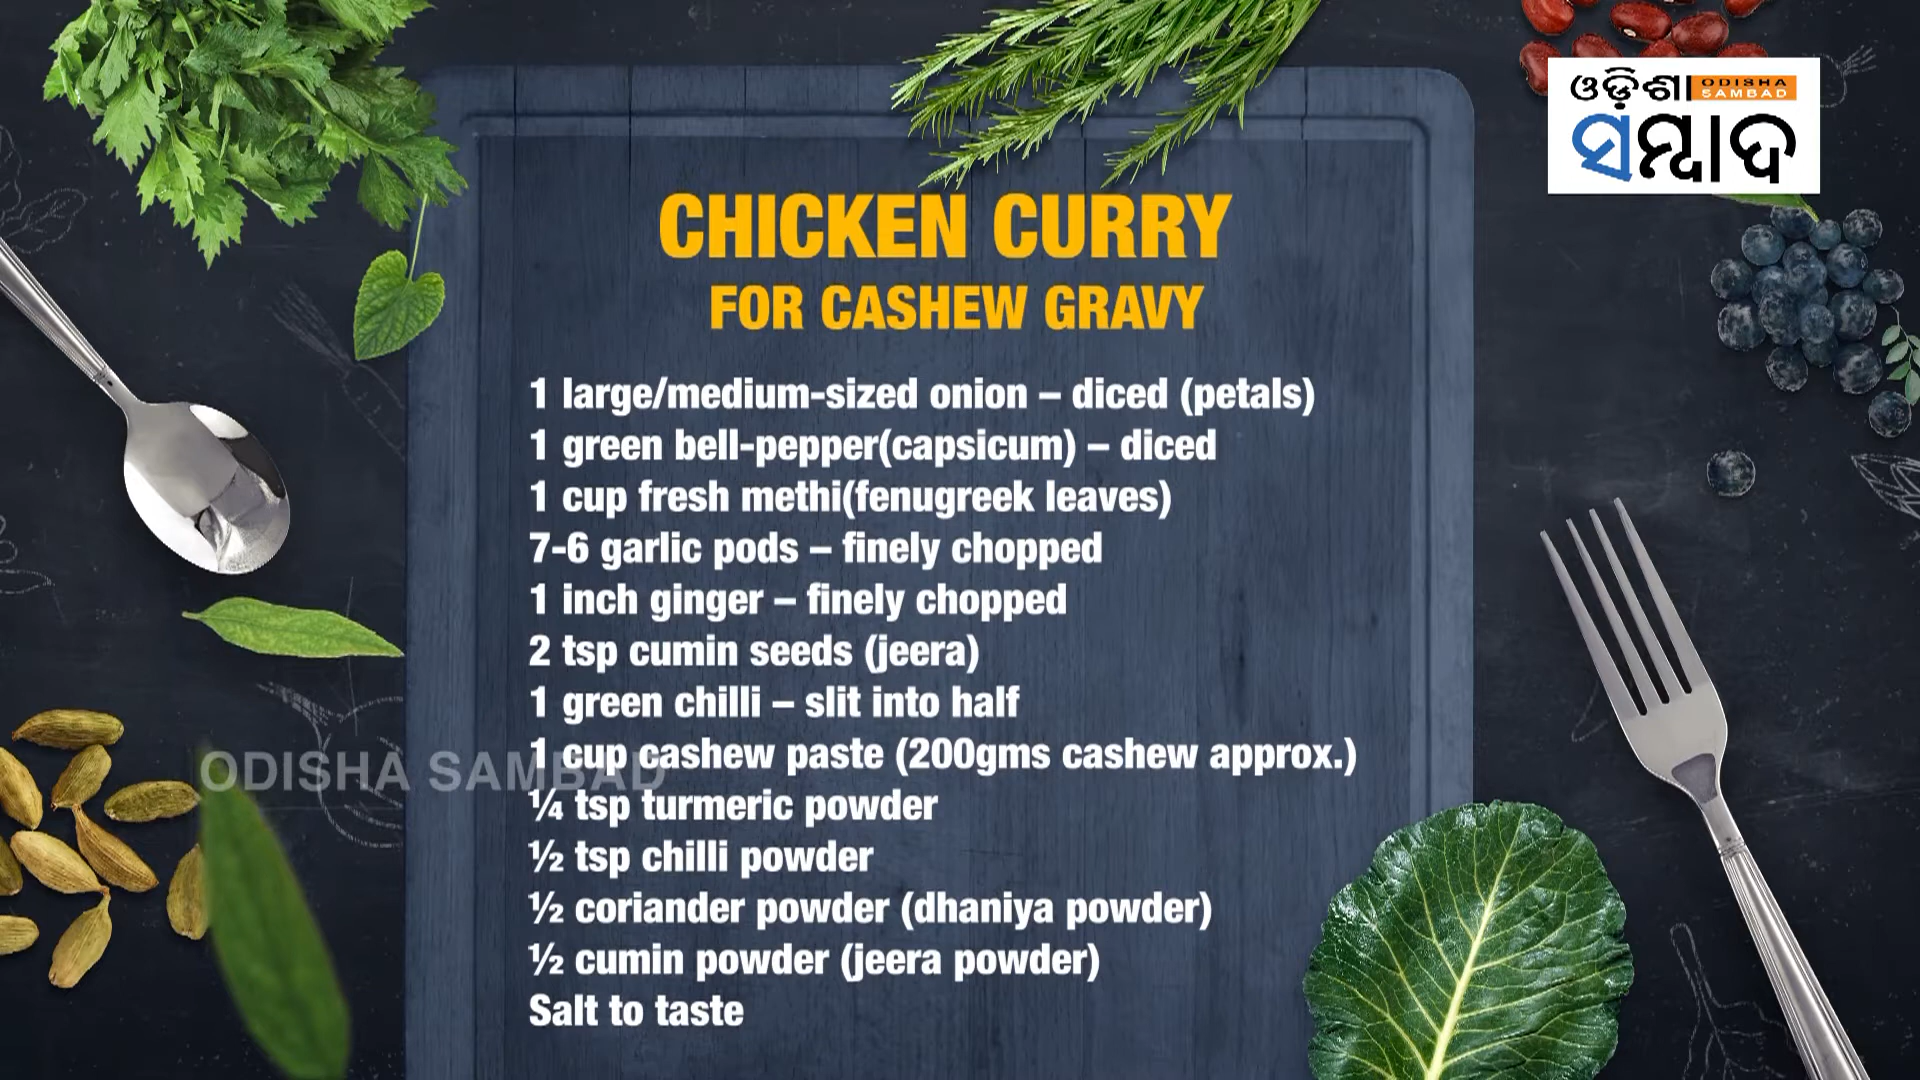 ଓଡ଼ିଶା ODISHA
SAMBAD
ସମ୍ବାଦ
CHICKEN CURRY
FOR CASHEW GRAVY
1 large/medium-sized onion – diced (petals)
1 green bell-pepper(capsicum) – diced
1 cup fresh methi(fenugreek leaves)
7-6 garlic pods – finely chopped
1 inch ginger – finely chopped
2 tsp cumin seeds (jeera)
1 green chilli – slit into half
1 cup cashew paste (200gms cashew approx.)
ODISHA SAMBAD
¼ tsp turmeric powder
½ tsp chilli powder
½ coriander powder (dhaniya powder)
½ cumin powder (jeera powder)
Salt to taste